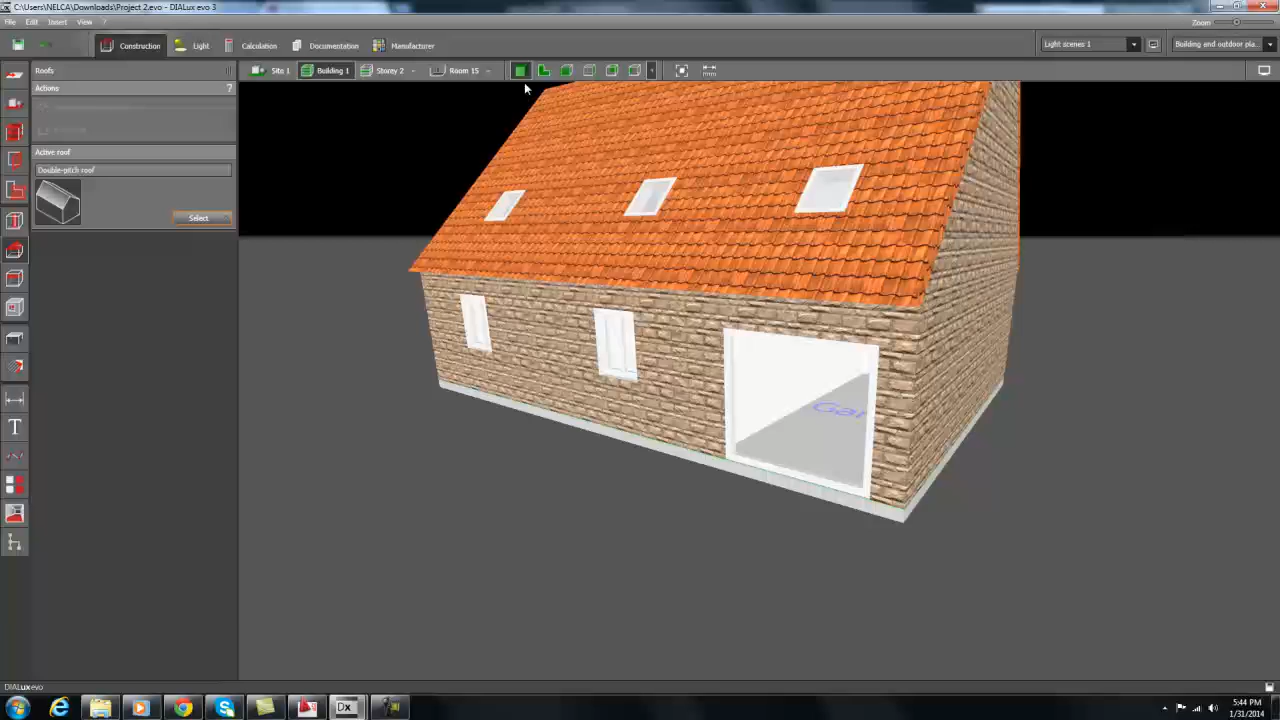 C:\Users\NELCA\Downloads\Project 2.evo - DIALux evo 3
File Edit Insert View ?
Zoom
Construction Light Calculation Documentation Manufacturer
Light scenes 1
Building and outdoor pla...
Roofs
Site 1 Building 1 Storey 2 Room 15
Actions ?
Active roof
Double-pitch roof
Select
Gar
T
DIALux evo
Dx
5:44 PM
1/31/2014